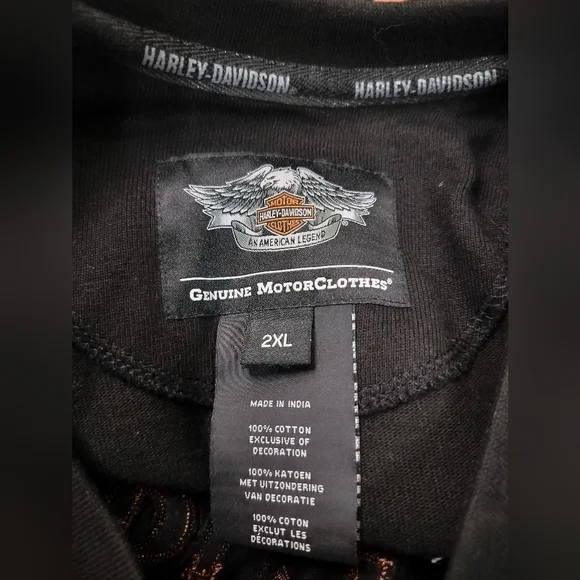 HARLEY-DAVIDSON® HARLEY-DAVIDSON
MOTOR
HARLEY-DAVIDSON
CLOTHES
AN AMERICAN LEGEND
GENUINE MOTORCLOTHES®
2XL
MADE IN INDIA
100% COTTON
EXCLUSIVE OF
DECORATION
100% KATOEN
MET UITZONDERING
VAN DECORATIE
100% COTON
EXCLUT LES
DÉCORATIONS